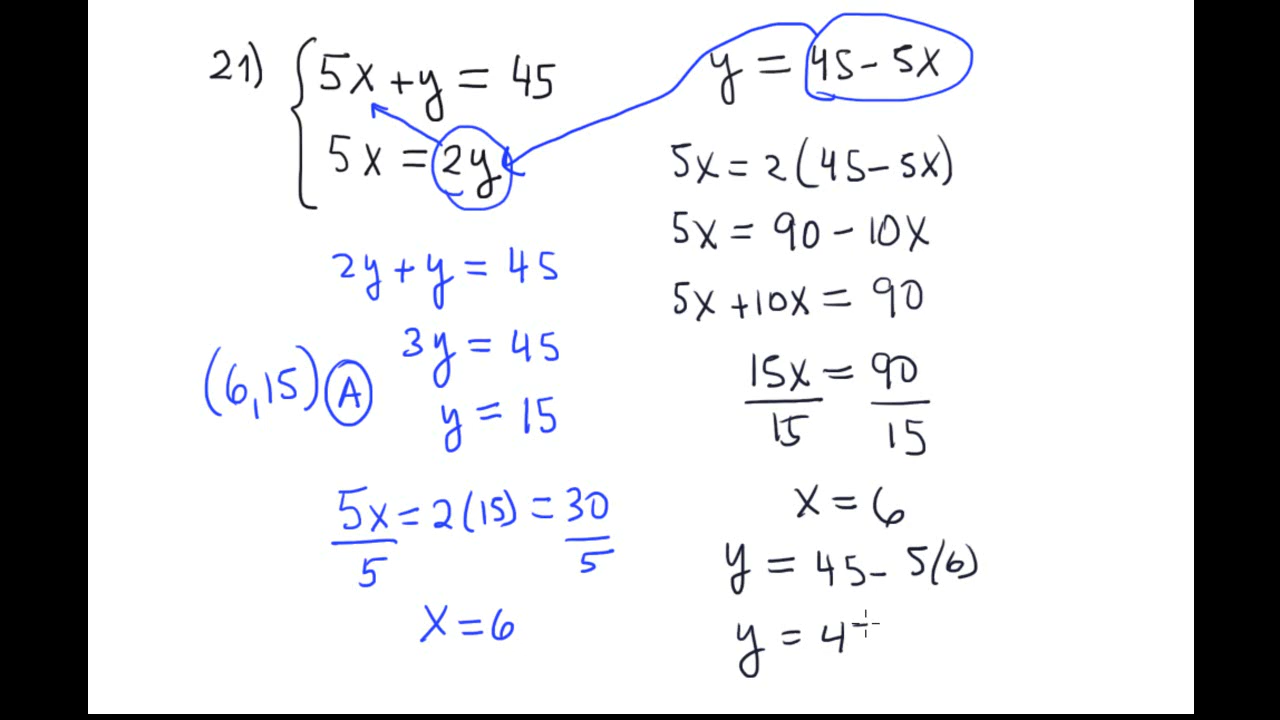 21) 5x + y = 45
5x = 2y
2y + y = 45
3y = 45
(6,15) A
y = 15
5x/5 = 2(15) = 30/5
x = 6
y = 45 - 5x
5x = 2(45 - 5x)
5x = 90 - 10x
5x + 10x = 90
15x/15 = 90/15
x = 6
y = 45 - 5(6)
y = 4